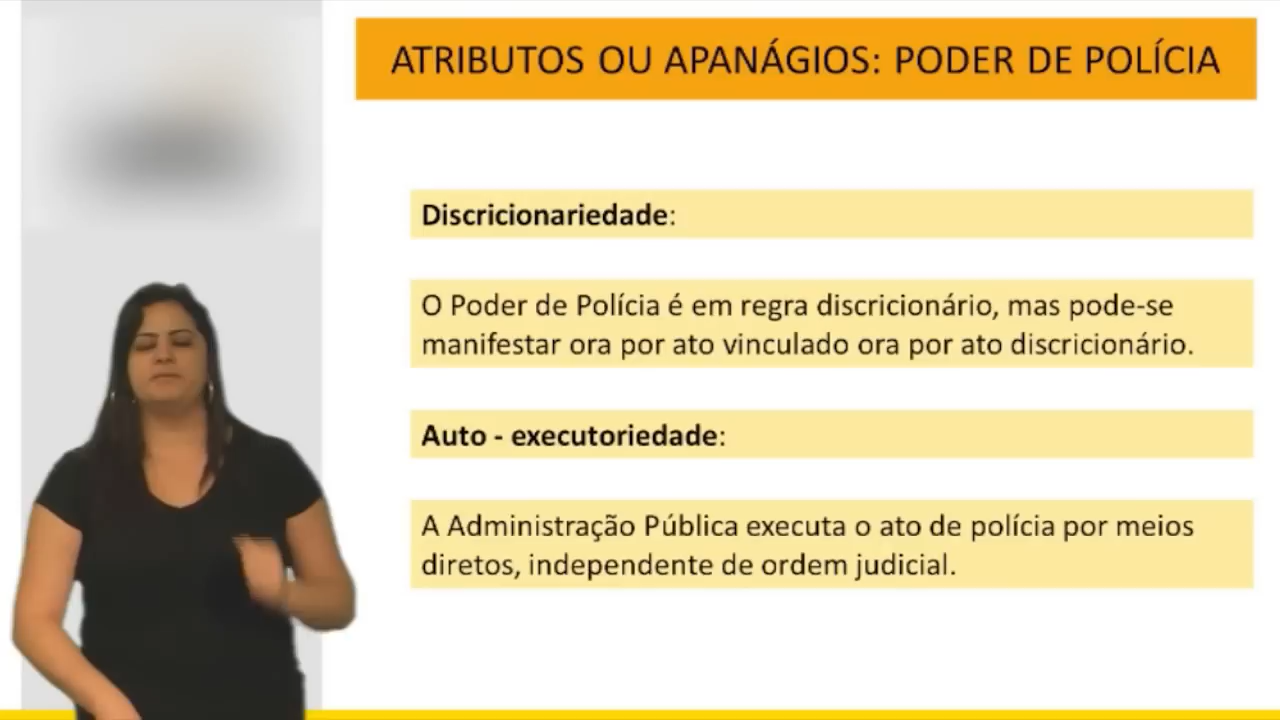 ATRIBUTOS OU APANÁGIOS: PODER DE POLÍCIA
Discricionariedade:
O Poder de Polícia é em regra discricionário, mas pode-se
manifestar ora por ato vinculado ora por ato discricionário.
Auto - executoriedade:
A Administração Pública executa o ato de polícia por meios
diretos, independente de ordem judicial.